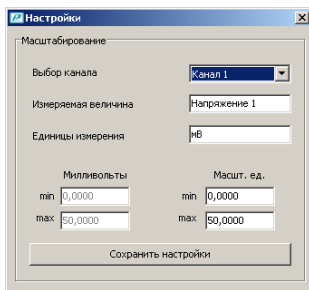 Настройки
Масштабирование
Выбор канала Канал 1
Измеряемая величина Напряжение 1
Единицы измерения мВ
Милливольты Масшт. ед.
min 0,0000 min 0,0000
max 50,0000 max 50,0000
Сохранить настройки